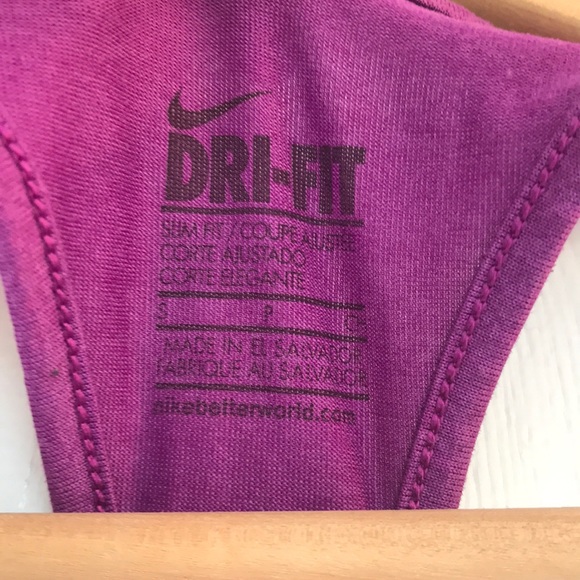 DRI-FIT
SLIM FIT / COUPE AJUSTÉE
CORTE AJUSTADO
CORTE ELEGANTE
S P CH
MADE IN EL SALVADOR
FABRIQUÉ AU SALVADOR
nikebetterworld.com